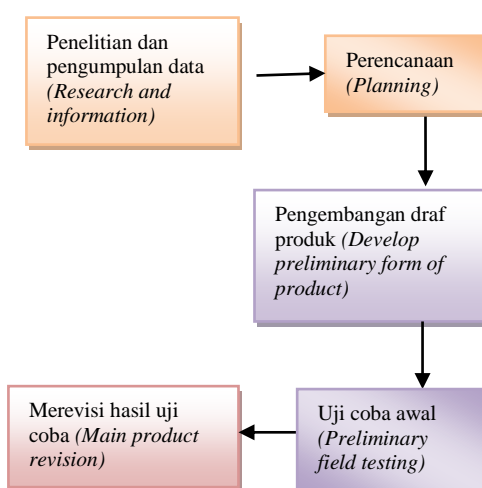 Penelitian dan
pengumpulan data
(Research and
information)
Perencanaan
(Planning)
Pengembangan draf
produk (Develop
preliminary form of
product)
Uji coba awal
(Preliminary
field testing)
Merevisi hasil uji
coba (Main product
revision)